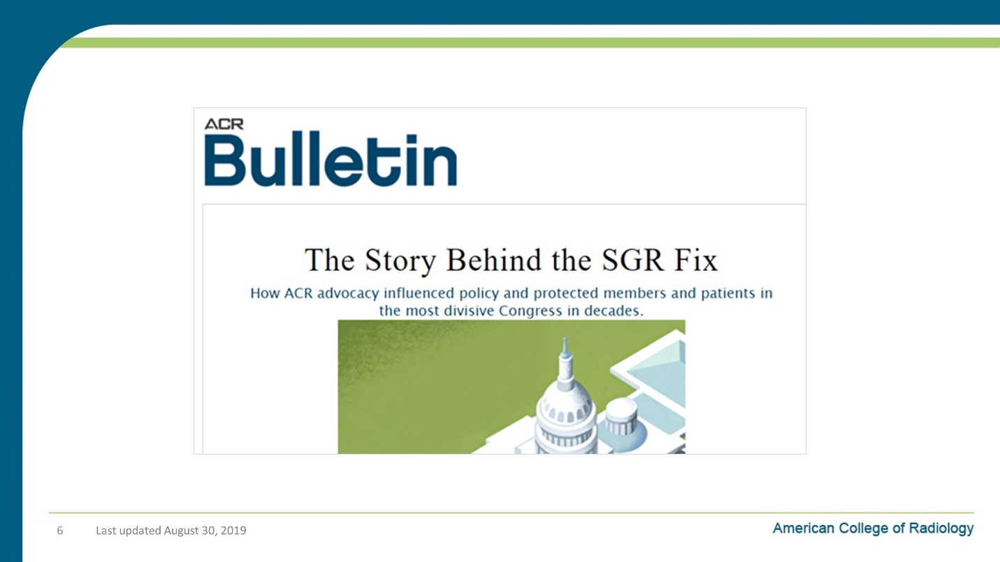 ACR
Bulletin
The Story Behind the SGR Fix
How ACR advocacy influenced policy and protected members and patients in
the most divisive Congress in decades.
6 Last updated August 30, 2019
American College of Radiology